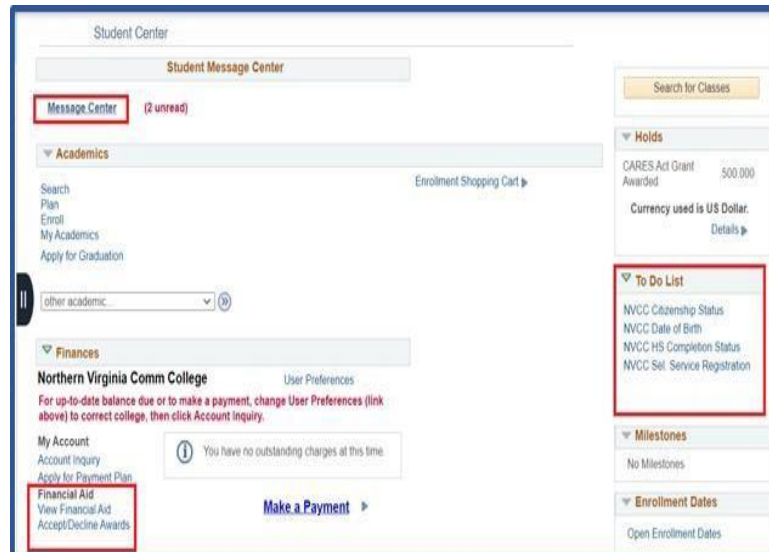 Student Center
Student Message Center
Message Center (2 unread)
Academics
Search
Plan
Enroll
My Academics
Apply for Graduation
Enrollment Shopping Cart
other academic...
Finances
Northern Virginia Comm College
User Preferences
For up-to-date balance due or to make a payment, change User Preferences (link
above) to correct college, then click Account Inquiry.
My Account
Account Inquiry
Apply for Payment Plan
Financial Aid
View Financial Aid
Accept/Decline Awards
You have no outstanding charges at this time.
Make a Payment
Search for Classes
Holds
CARES Act Grant
Awarded
500.000
Currency used is US Dollar.
Details
To Do List
NVCC Citizenship Status
NVCC Date of Birth
NVCC HS Completion Status
NVCC Sel. Service Registration
Milestones
No Milestones
Enrollment Dates
Open Enrollment Dates